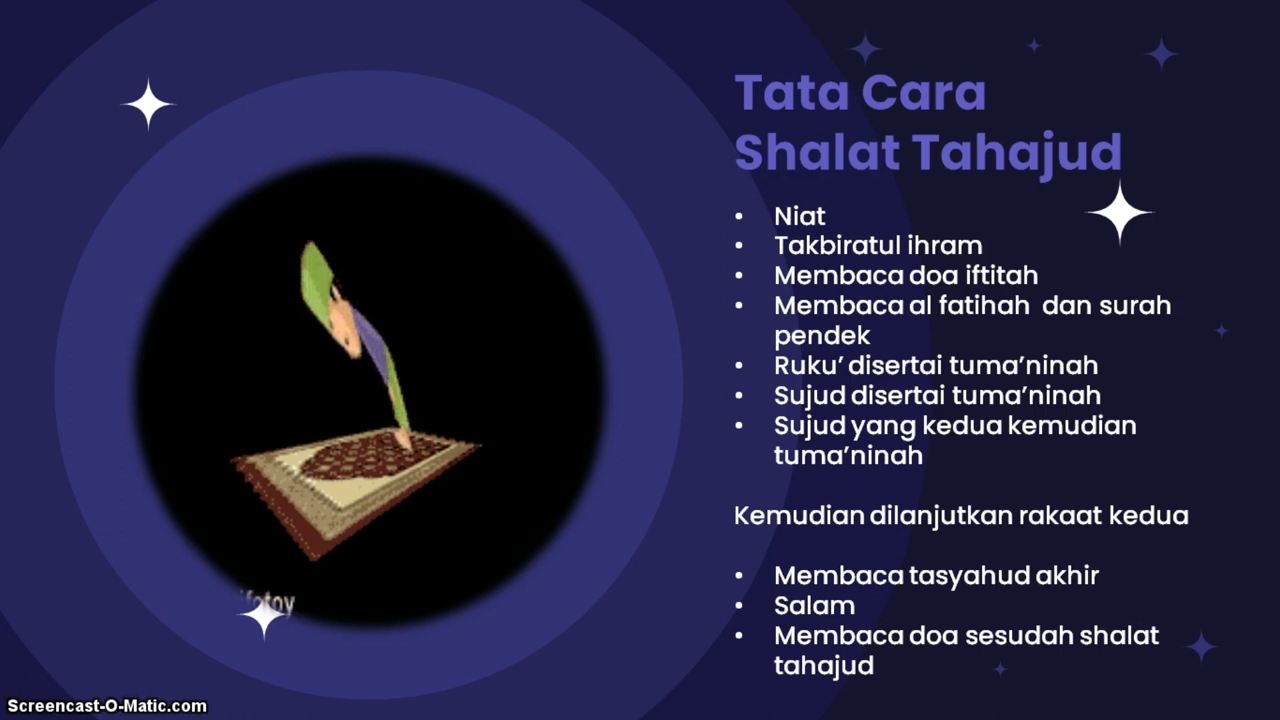 Tata Cara
Shalat Tahajud
• Niat
• Takbiratul ihram
• Membaca doa iftitah
• Membaca al fatihah dan surah
pendek
• Ruku’ disertai tuma’ninah
• Sujud disertai tuma’ninah
• Sujud yang kedua kemudian
tuma’ninah
Kemudian dilanjutkan rakaat kedua
• Membaca tasyahud akhir
• Salam
• Membaca doa sesudah shalat
tahajud
Screencast-O-Matic.com